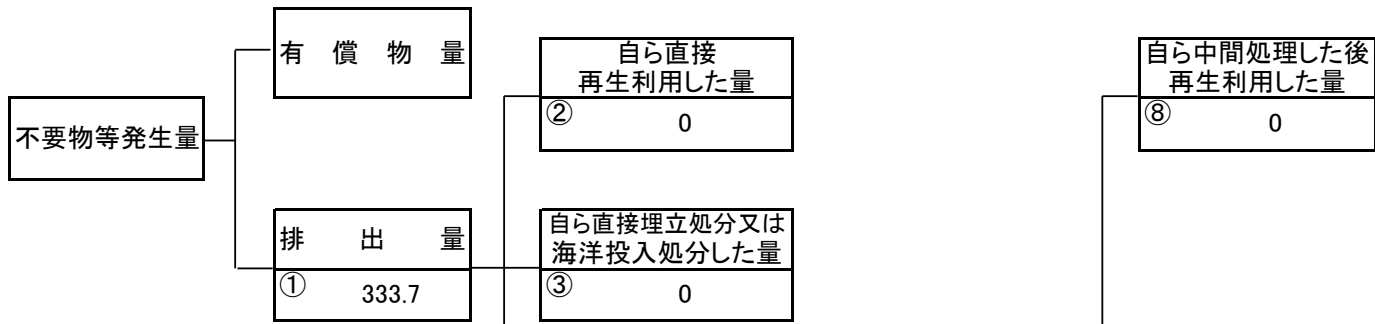 不要物等発生量
有償物量
排出量
① 333.7
自ら直接
再生利用した量
② 0
自ら直接埋立処分又は
海洋投入処分した量
③ 0
自ら中間処理した後
再生利用した量
⑧ 0